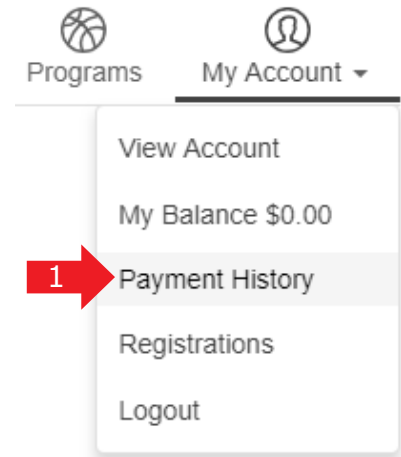 Programs My Account
View Account
My Balance $0.00
1 Payment History
Registrations
Logout